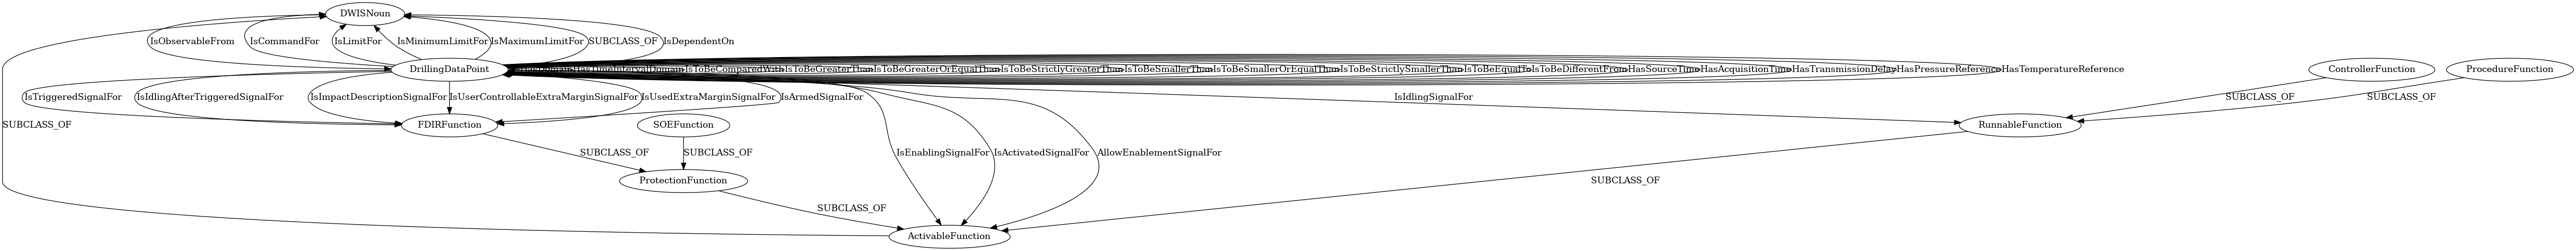 DWISNoun
IsObservableFrom
IsCommandFor
IsLimitFor
IsMinimumLimitFor
IsMaximumLimitFor
SUBCLASS_OF
IsDependentOn
DrillingDataPoint
HasTimeIntervalDomain
IsToBeComparedWith
IsToBeGreaterThan
IsToBeGreaterOrEqualThan
IsToBeStrictlyGreaterThan
IsToBeSmallerThan
IsToBeSmallerOrEqualThan
IsToBeStrictlySmallerThan
IsToBeEqualTo
IsToBeDifferentFrom
HasSourceTime
HasAcquisitionTime
HasTransmissionDelay
HasPressureReference
HasTemperatureReference
ControllerFunction
ProcedureFunction
IsTriggeredSignalFor
IsIdlingAfterTriggeredSignalFor
IsImpactDescriptionSignalFor
IsUserControllableExtraMarginSignalFor
IsUsedExtraMarginSignalFor
IsArmedSignalFor
IsIdlingSignalFor
SUBCLASS_OF
SUBCLASS_OF
SUBCLASS_OF
FDIRFunction
SOEFunction
RunnableFunction
SUBCLASS_OF
SUBCLASS_OF
IsEnablingSignalFor
IsActivatedSignalFor
AllowEnablementSignalFor
ProtectionFunction
SUBCLASS_OF
SUBCLASS_OF
ActivableFunction